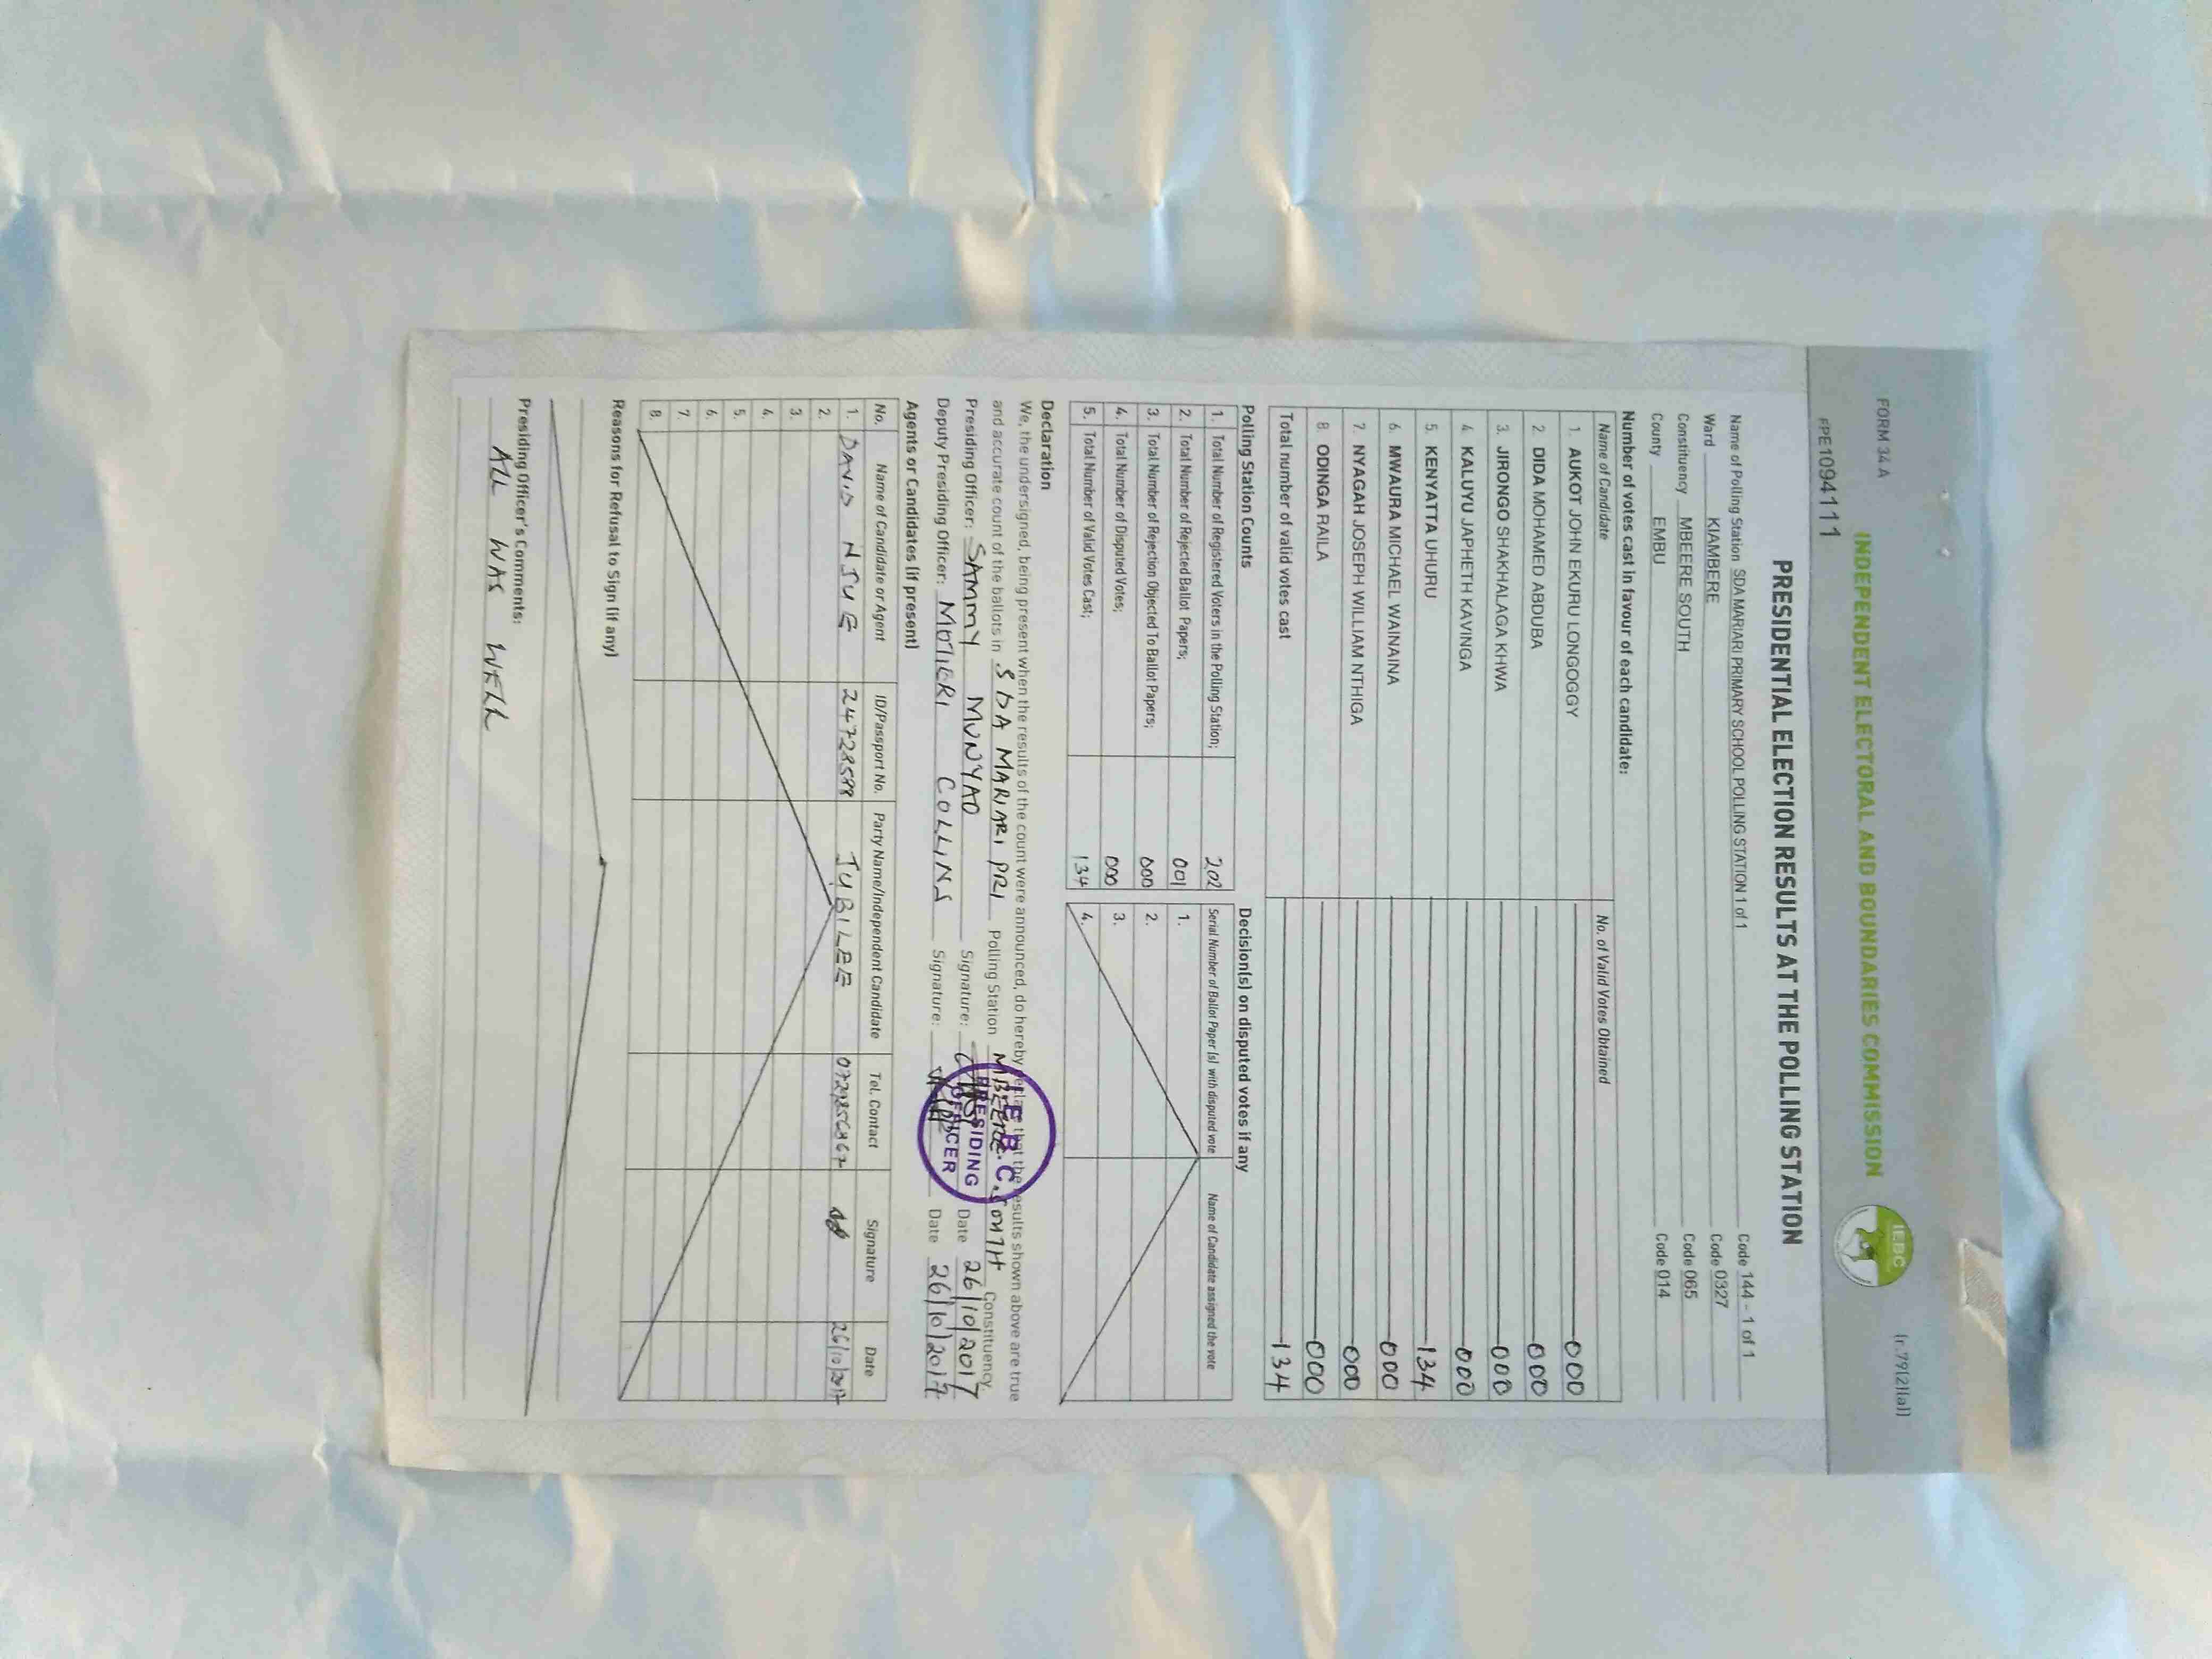 FORM 34 A
(r.79(2)(a))
INDEPENDENT ELECTORAL AND BOUNDARIES COMMISSION
IEBC
FPE1094111
PRESIDENTIAL ELECTION RESULTS AT THE POLLING STATION
Name of Polling Station SDA MARIARI PRIMARY SCHOOL POLLING STATION 1 of 1 Code 144 - 1 of 1
Ward KIAMBERE Code 0327
Constituency MBEERE SOUTH Code 065
County EMBU Code 014
Number of votes cast in favour of each candidate:
Name of Candidate No. of Valid Votes Obtained
1. AUKOT JOHN EKURU LONGOGGY 000
2. DIDA MOHAMED ABDUBA 000
3. JIRONGO SHAKHALAGA KHWA 000
4. KALUYU JAPHETH KAVINGA 000
5. KENYATTA UHURU 134
6. MWAURA MICHAEL WAINAINA 000
7. NYAGAH JOSEPH WILLIAM NTHIGA 000
8. ODINGA RAILA 000
Total number of valid votes cast 134
Polling Station Counts
1. Total Number of Registered Voters in the Polling Station; 202
2. Total Number of Rejected Ballot Papers; 001
3. Total Number of Rejection Objected To Ballot Papers; 000
4. Total Number of Disputed Votes; 000
5. Total Number of Valid Votes Cast; 134
Decision(s) on disputed votes if any
Serial Number of Ballot Paper (s) with disputed vote Name of Candidate assigned the vote
1.
2.
3.
4.
Declaration
We, the undersigned, being present when the results of the count were announced, do hereby declare that the results shown above are true
and accurate count of the ballots in SDA MARIARI PRI Polling Station MBEERE SOUTH Constituency.
Presiding Officer: SAMMY MUNYAO Signature: Date 26/10/2017
Deputy Presiding Officer: MOTIERI COLLINS Signature: Date 26/10/2017
I.E.B.C.
PRESIDING
OFFICER
Agents or Candidates (if present)
No. Name of Candidate or Agent ID/Passport No. Party Name/Independent Candidate Tel. Contact Signature Date
1. DAVID NJUE JUBILEE 26/10/2017
2.
3.
4.
5.
6.
7.
8.
Reasons for Refusal to Sign (if any)
Presiding Officer's Comments:
ALL WAS WELL